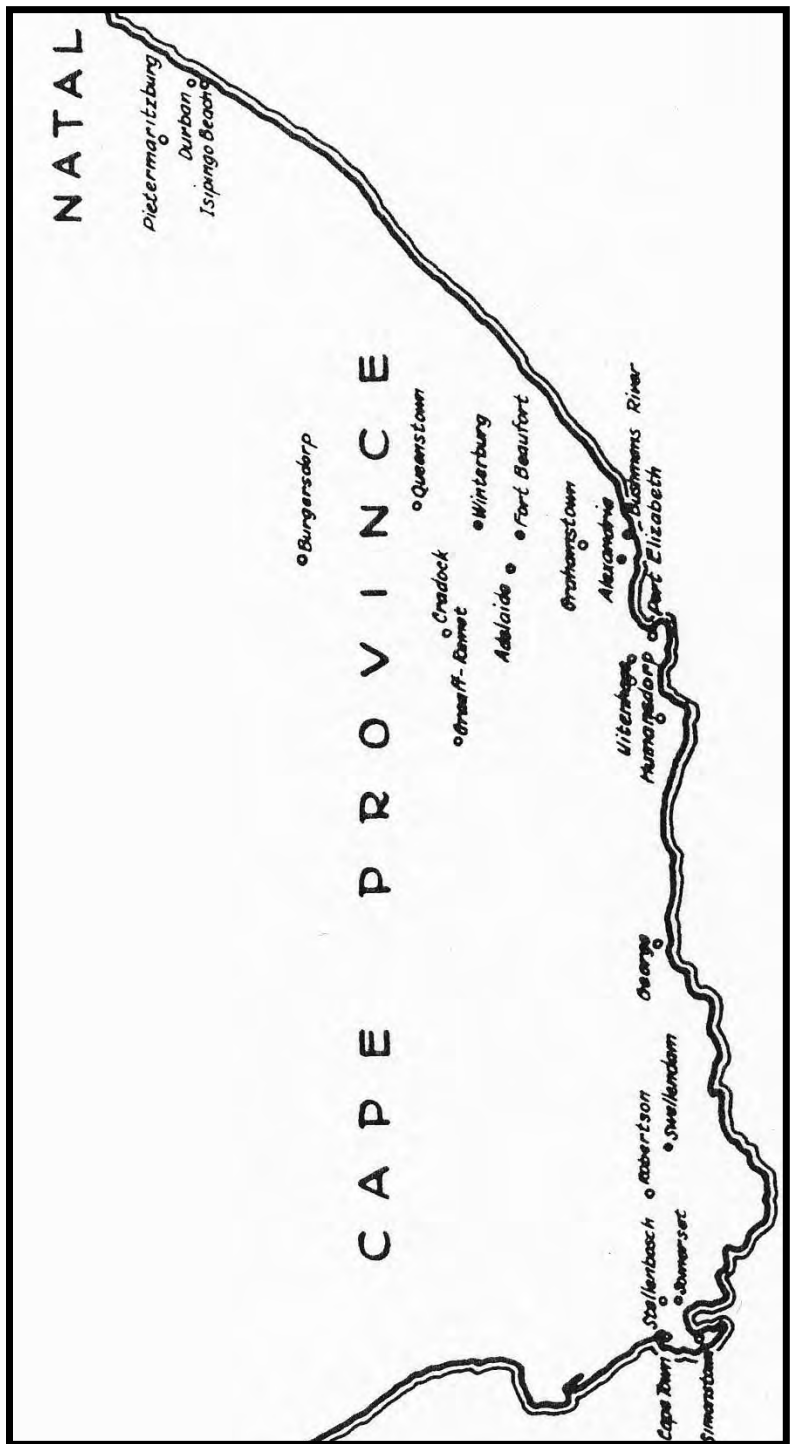 NATAL
Pietermaritzburg
Durban
Isipingo Beach
CAPE PROVINCE
Burgersdorp
Queenstown
Winterburg
Fort Beaufort
Cradock
Graaff-Reinet
Adelaide
Grahamstown
Alexandria
Bushmens River
Port Elizabeth
Uitenhage
Humansdorp
George
Swellendam
Robertson
Stellenbosch
Somerset
Cape Town
Simonstown